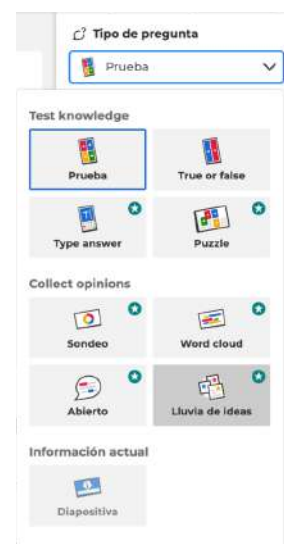 Tipo de pregunta
Prueba
Test knowledge
Prueba
True or false
Type answer
Puzzle
Collect opinions
Sondeo
Word cloud
Abierto
Lluvia de ideas
Información actual
Diapositiva